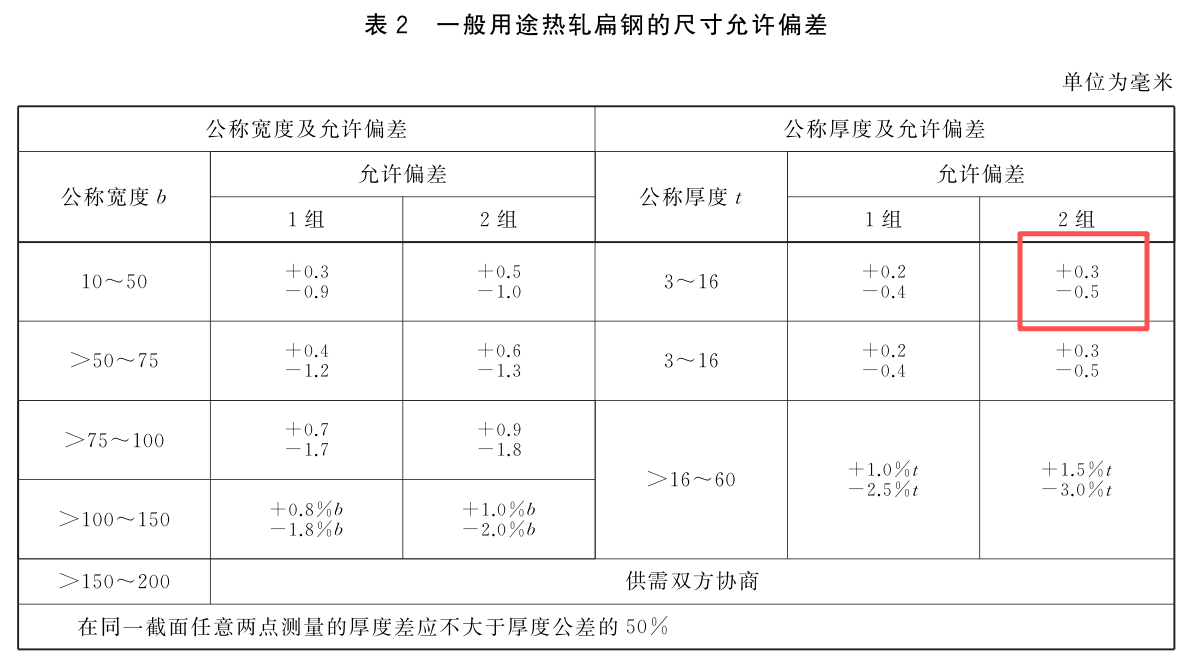 表 2　一般用途热轧扁钢的尺寸允许偏差
单位为毫米
公称宽度及允许偏差 公称厚度及允许偏差
公称宽度 b 允许偏差 公称厚度 t 允许偏差
1 组 2 组 1 组 2 组
10～50 +0.3 -0.9 +0.5 -1.0 3～16 +0.2 -0.4 +0.3 -0.5
>50～75 +0.4 -1.2 +0.6 -1.3 3～16 +0.2 -0.4 +0.3 -0.5
>75～100 +0.7 -1.7 +0.9 -1.8 >16～60 +1.0%t -2.5%t +1.5%t -3.0%t
>100～150 +0.8%b -1.8%b +1.0%b -2.0%b
>150～200 供需双方协商
在同一截面任意两点测量的厚度差应不大于厚度公差的 50%